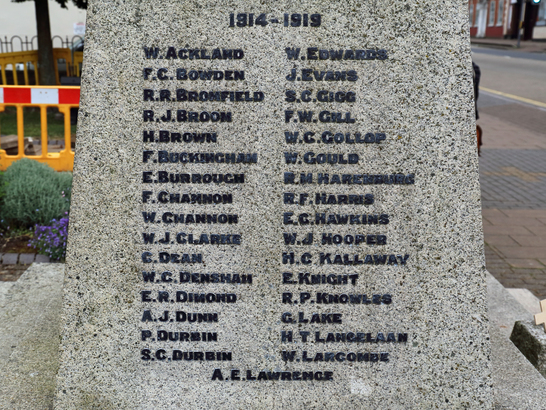 1914-1919
W. ACKLAND W. EDWARDS
F.C. BOWDEN J. EVANS
R.R. BROMFIELD S.C. GIGG
R.J. BROOM F.W. GILL
H. BROWN W.C. GOLLOP
F. BUCKINGHAM W. GOULD
E. BURROUGH
F. CHANNON R.F. HARRIS
W. CHANNON E.G. HAWKINS
W.J. CLARKE W.J. HOOPER
C. DEAN H.C. KALLAWAY
W.C. DENSHAM E. KNIGHT
E.R. DIMOND R.P. KNOWLES
A.J. DUNN G. LAKE
P. DURBIN H.T. LANGELAAN
S.C. DURBIN W. LARCOMBE
A.E. LAWRENCE